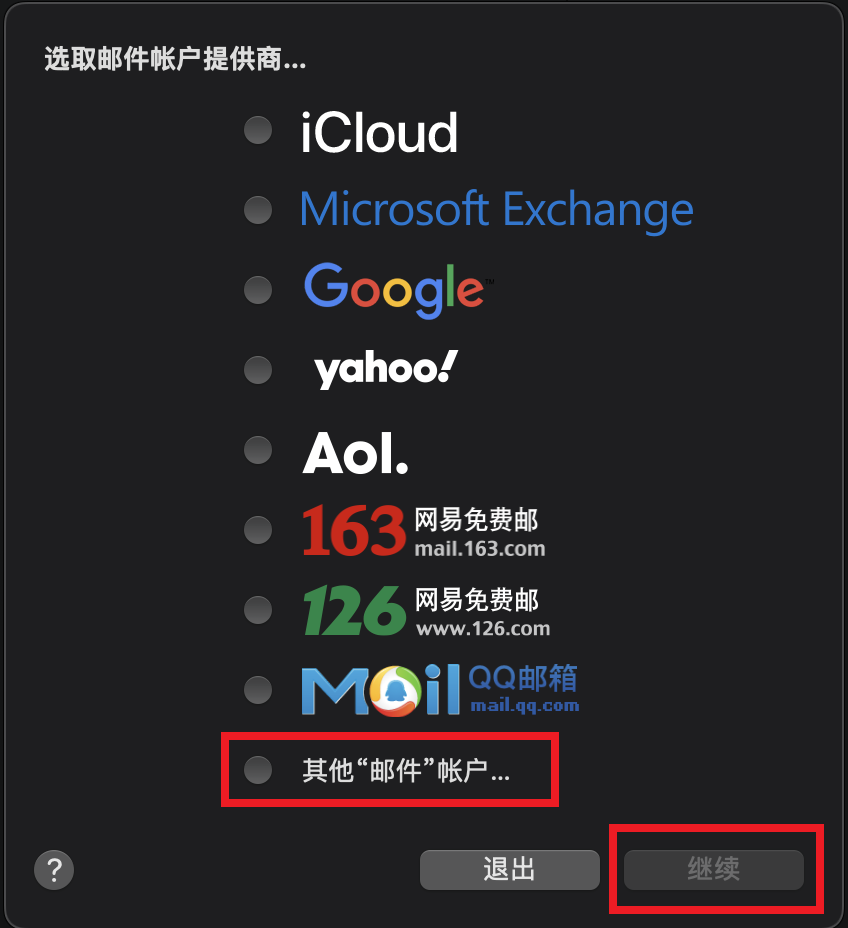 选取邮件帐户提供商...
iCloud
Microsoft Exchange
Google™
yahoo!
Aol.
163 网易免费邮
mail.163.com
126 网易免费邮
www.126.com
Mail QQ邮箱
mail.qq.com
其他“邮件”帐户...
?
退出
继续